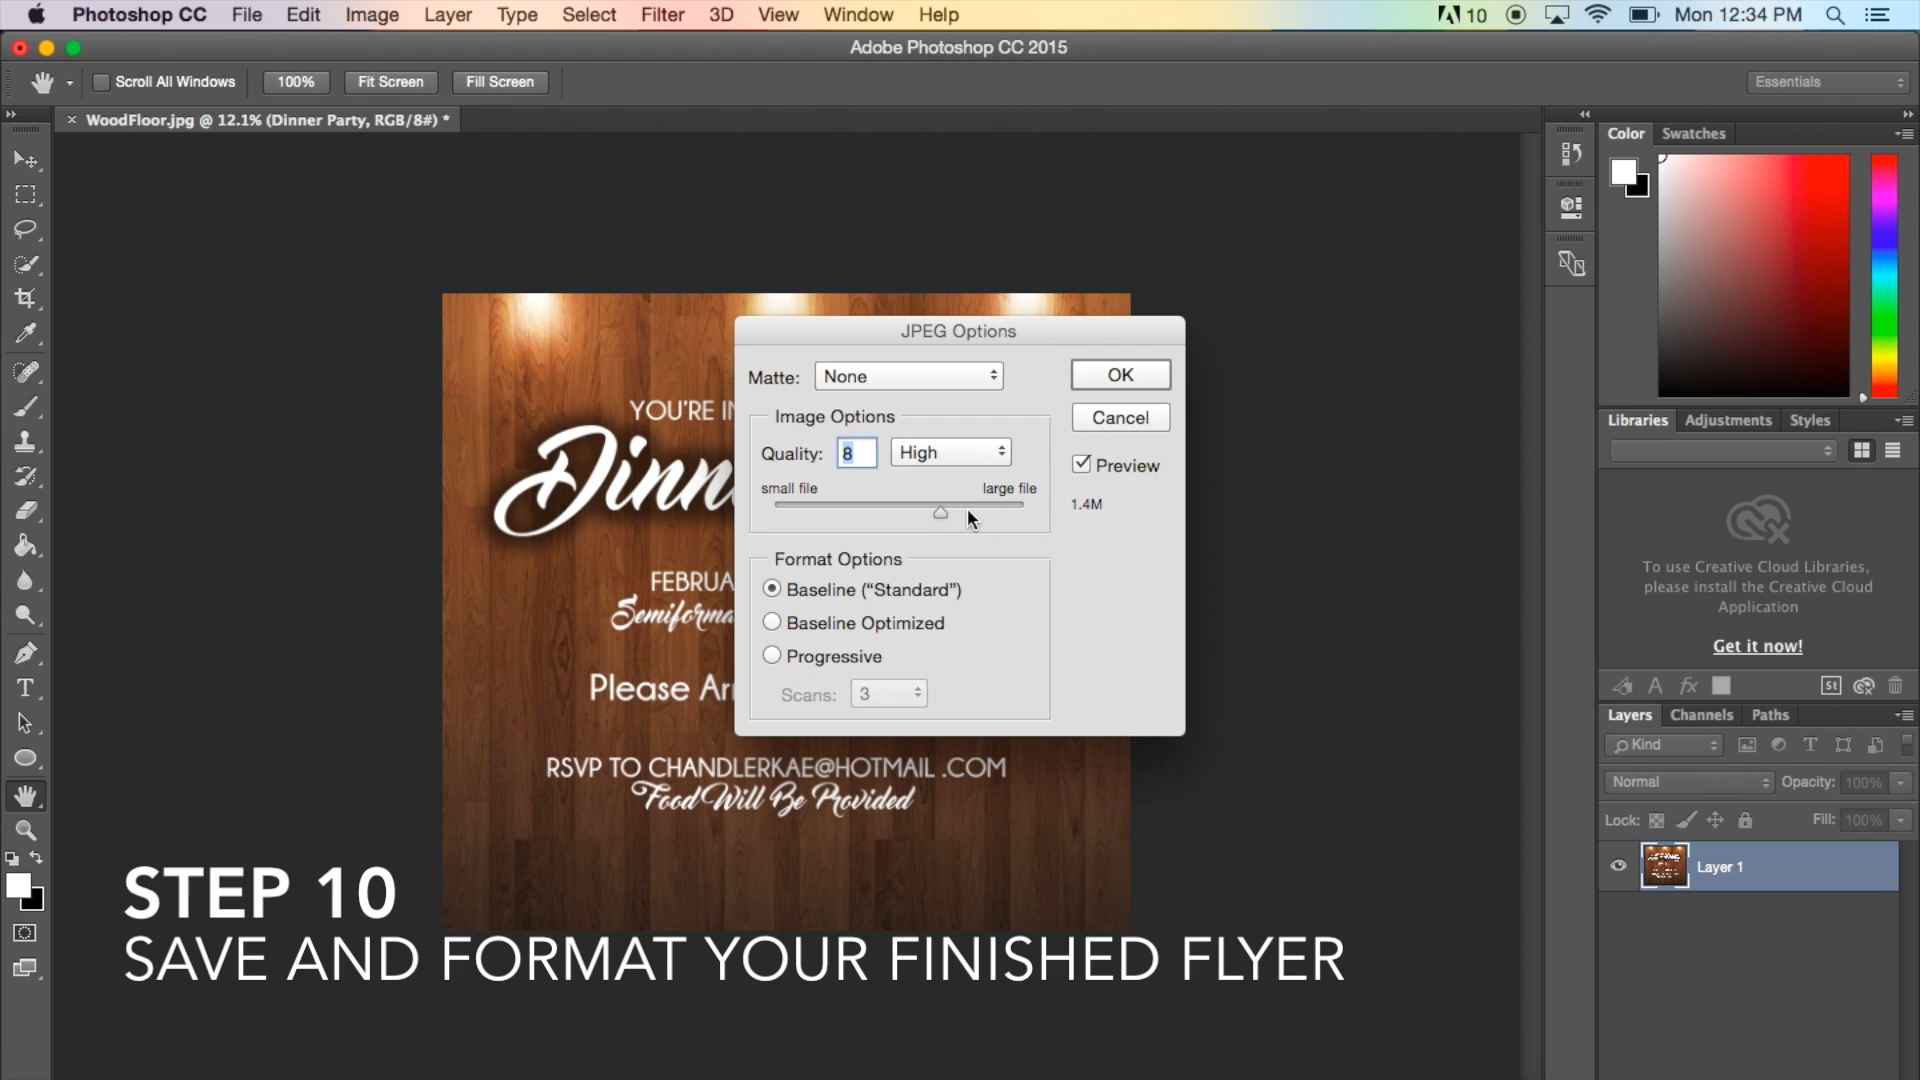 Photoshop CC File Edit Image Layer Type Select Filter 3D View Window Help
10 Mon 12:34 PM
Adobe Photoshop CC 2015
Scroll All Windows 100% Fit Screen Fill Screen
Essentials
× WoodFloor.jpg @ 12.1% (Dinner Party, RGB/8#) *
Color Swatches
JPEG Options
Matte: None
OK
Cancel
Image Options
Quality: 8 High
Preview
small file large file
1.4M
Format Options
Baseline (“Standard”)
Baseline Optimized
Progressive
Scans: 3
YOU'RE IN
Dinn
FEBRUA
Semiforma
Please Arr
RSVP TO CHANDLERKAE@HOTMAIL .COM
Food Will Be Provided
STEP 10
SAVE AND FORMAT YOUR FINISHED FLYER
Libraries Adjustments Styles
To use Creative Cloud Libraries,
please install the Creative Cloud
Application
Get it now!
St
Layers Channels Paths
Kind
Normal Opacity: 100%
Lock: Fill: 100%
Layer 1